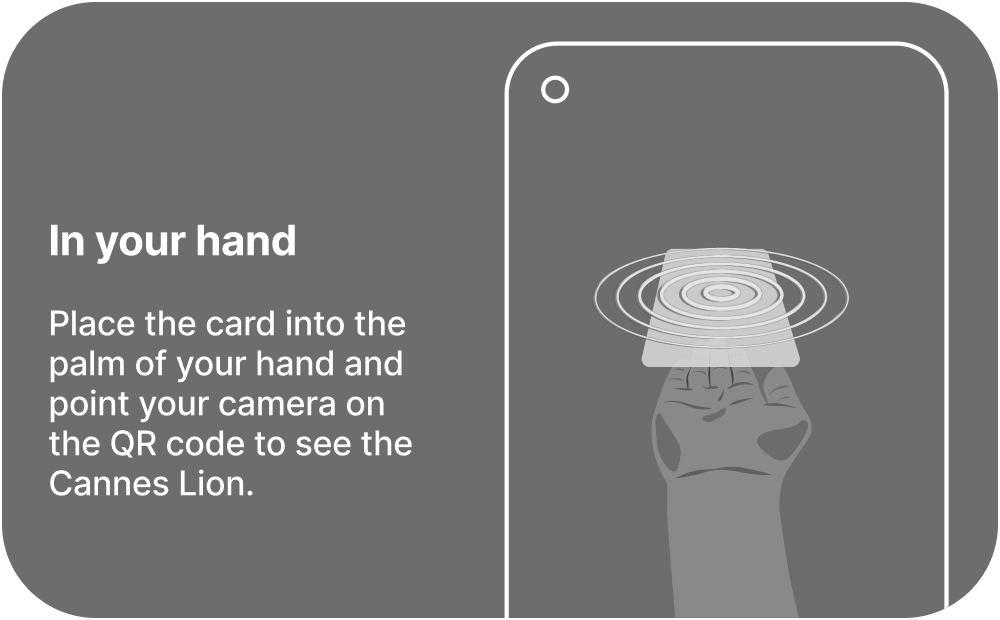 In your hand
Place the card into the
palm of your hand and
point your camera on
the QR code to see the
Cannes Lion.